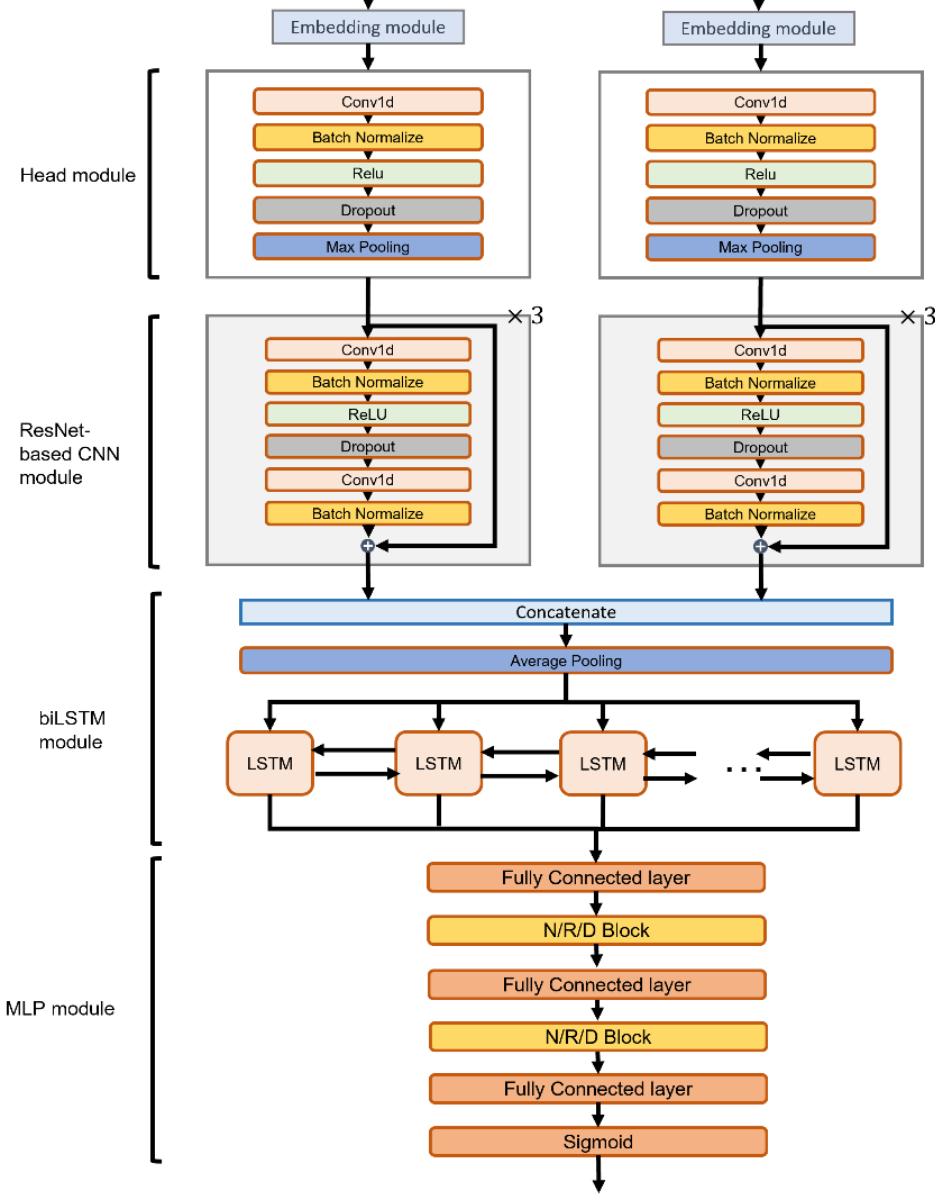 Embedding module
Embedding module
Head module
Conv1d
Batch Normalize
Relu
Dropout
Max Pooling
Conv1d
Batch Normalize
Relu
Dropout
Max Pooling
ResNet-
based CNN
module
× 3
Conv1d
Batch Normalize
ReLU
Dropout
Conv1d
Batch Normalize
× 3
Conv1d
Batch Normalize
ReLU
Dropout
Conv1d
Batch Normalize
biLSTM
module
Concatenate
Average Pooling
LSTM
LSTM
LSTM
...
LSTM
MLP module
Fully Connected layer
N/R/D Block
Fully Connected layer
N/R/D Block
Fully Connected layer
Sigmoid